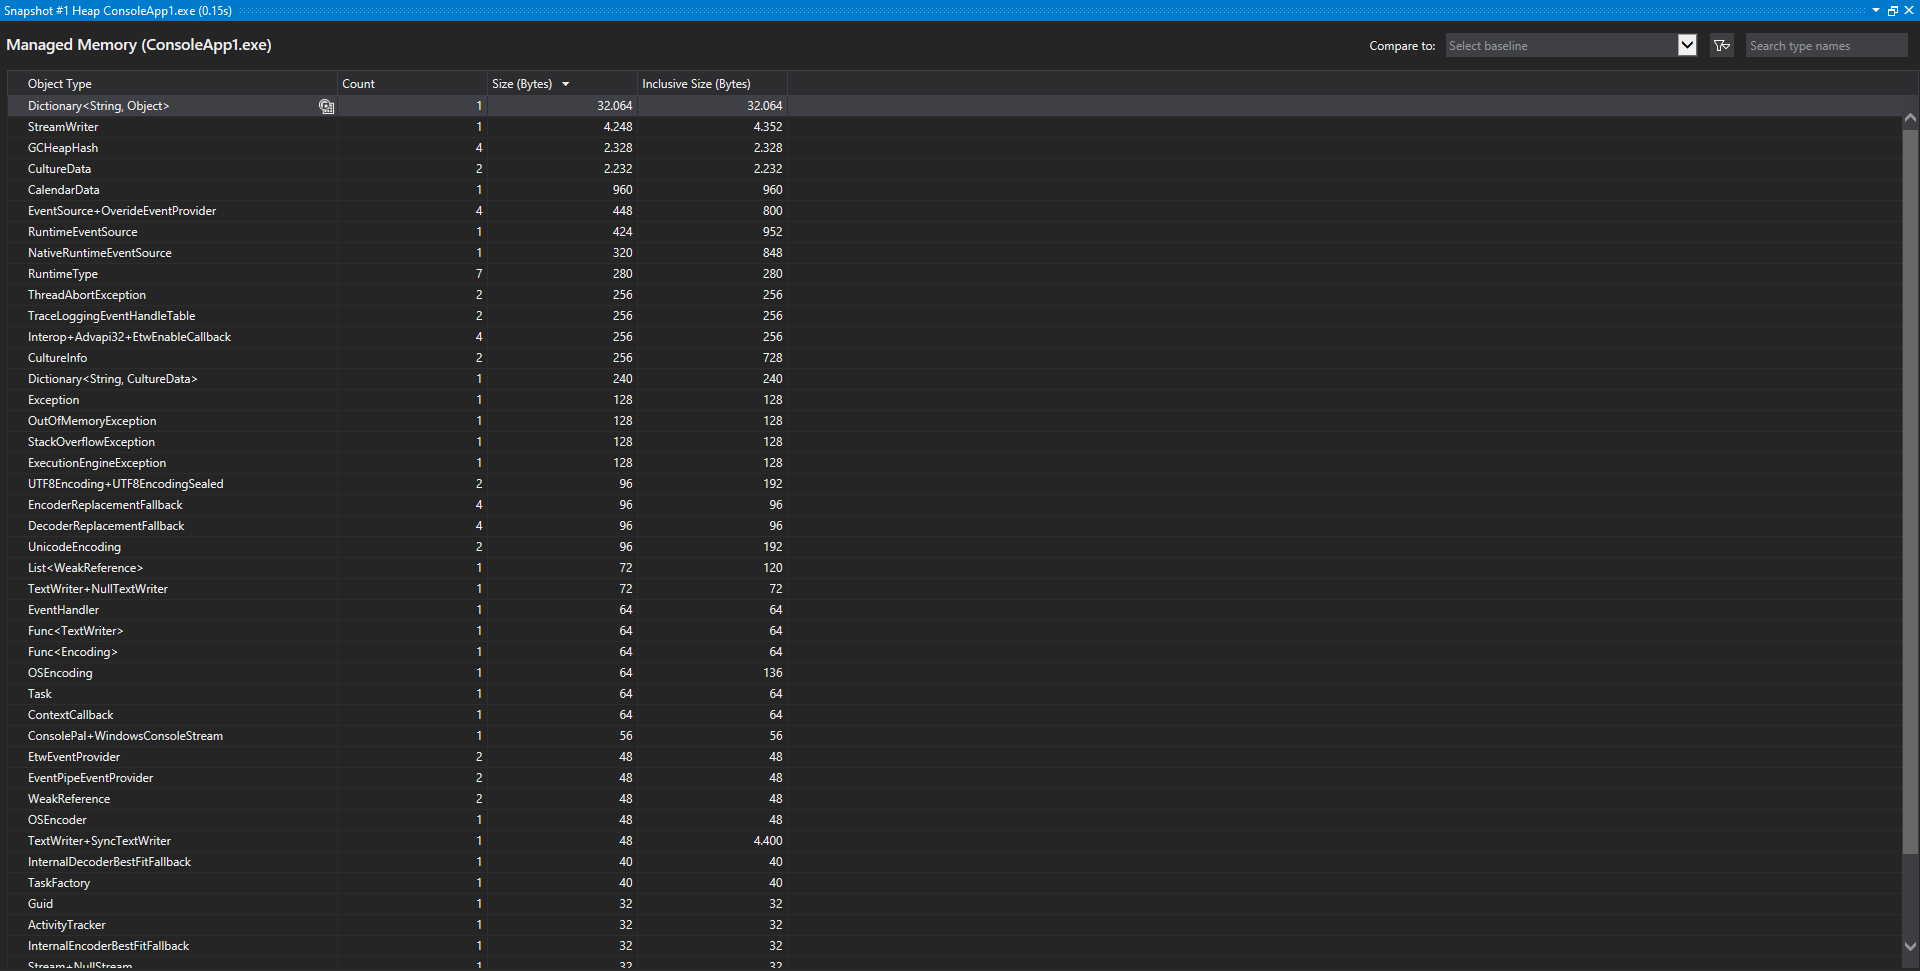 Snapshot #1 Heap ConsoleApp1.exe (0.15s)
Managed Memory (ConsoleApp1.exe)
Compare to: Select baseline Search type names
Object Type Count Size (Bytes) Inclusive Size (Bytes)
Dictionary<String, Object> 1 32.064 32.064
StreamWriter 1 4.248 4.352
GCHeapHash 4 2.328 2.328
CultureData 2 2.232 2.232
CalendarData 1 960 960
EventSource+OverideEventProvider 4 448 800
RuntimeEventSource 1 424 952
NativeRuntimeEventSource 1 320 848
RuntimeType 7 280 280
ThreadAbortException 2 256 256
TraceLoggingEventHandleTable 2 256 256
Interop+Advapi32+EtwEnableCallback 4 256 256
CultureInfo 2 256 728
Dictionary<String, CultureData> 1 240 240
Exception 1 128 128
OutOfMemoryException 1 128 128
StackOverflowException 1 128 128
ExecutionEngineException 1 128 128
UTF8Encoding+UTF8EncodingSealed 2 96 192
EncoderReplacementFallback 4 96 96
DecoderReplacementFallback 4 96 96
UnicodeEncoding 2 96 192
List<WeakReference> 1 72 120
TextWriter+NullTextWriter 1 72 72
EventHandler 1 64 64
Func<TextWriter> 1 64 64
Func<Encoding> 1 64 64
OSEncoding 1 64 136
Task 1 64 64
ContextCallback 1 64 64
ConsolePal+WindowsConsoleStream 1 56 56
EtwEventProvider 2 48 48
EventPipeEventProvider 2 48 48
WeakReference 2 48 48
OSEncoder 1 48 48
TextWriter+SyncTextWriter 1 48 4.400
InternalDecoderBestFitFallback 1 40 40
TaskFactory 1 40 40
Guid 1 32 32
ActivityTracker 1 32 32
InternalEncoderBestFitFallback 1 32 32
Stream+NullStream 1 32 32